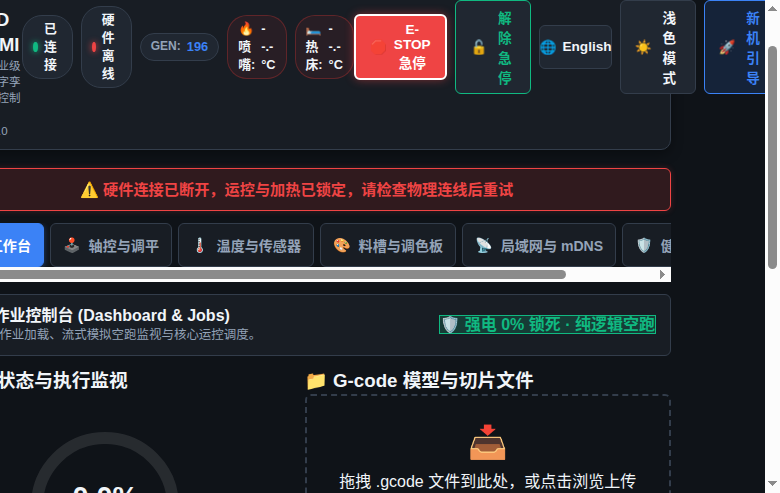 MI
业级
字孪
控制
.0
已
连
接
硬
件
离
线
GEN: 196
🔥 -
喷 -.-
嘴: °C
🛏️ -
热 -.-
床: °C
🛑 E-STOP
急停
🔓 解除急停
🌐 English
☀️ 浅色模式
🚀 新机引导
⚠️ 硬件连接已断开，运控与加热已锁定，请检查物理连线后重试
工作台
🕹️ 轴控与调平
🌡️ 温度与传感器
🎨 料槽与调色板
📡 局域网与 mDNS
🛡️
作业控制台 (Dashboard & Jobs)
作业加载、流式模拟空跑监视与核心运控调度。
🛡️ 强电 0% 锁死 · 纯逻辑空跑
状态与执行监视
📁 G-code 模型与切片文件
拖拽 .gcode 文件到此处，或点击浏览上传